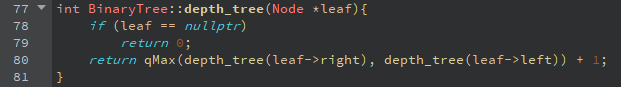 77 int BinaryTree::depth_tree(Node *leaf){
78     if (leaf == nullptr)
79         return 0;
80     return qMax(depth_tree(leaf->right), depth_tree(leaf->left)) + 1;
81 }